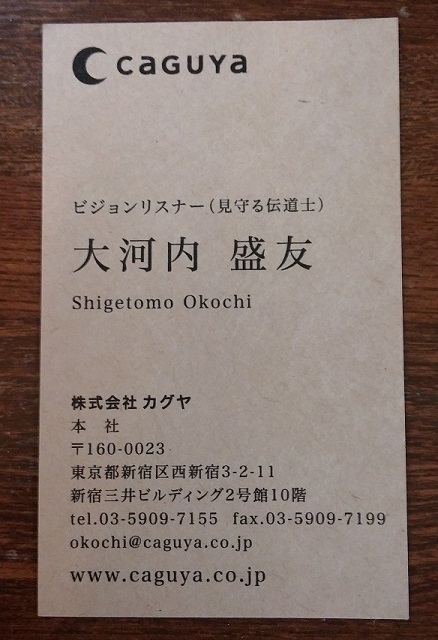 caGUYa
ビジョンリスナー(見守る伝道士)
大河内 盛友
Shigetomo Okochi
株式会社 カグヤ
本 社
〒160-0023
東京都新宿区西新宿3-2-11
新宿三井ビルディング2号館10階
tel.03-5909-7155 fax.03-5909-7199
okochi@caguya.co.jp
www.caguya.co.jp